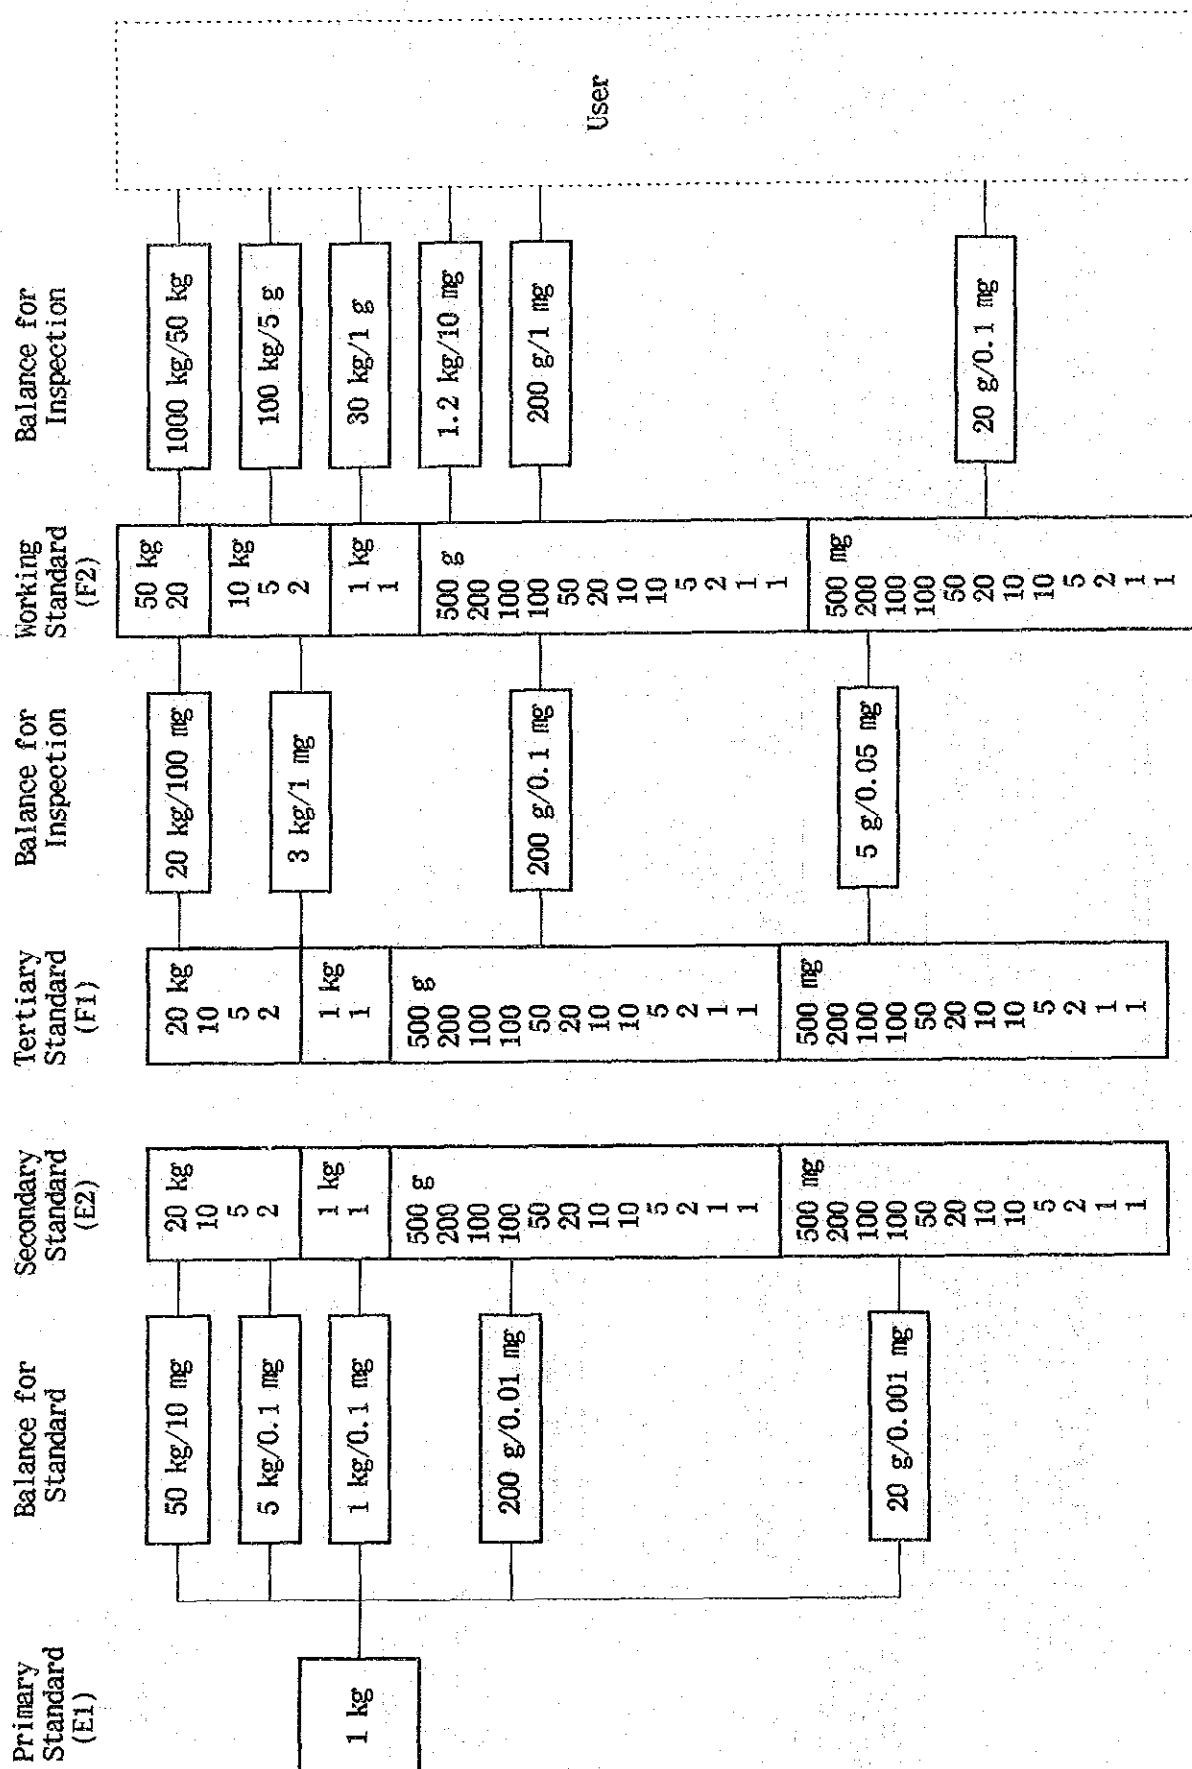 Primary
Standard
(E1)
1 kg
Balance for
Standard
50 kg/10 mg
5 kg/0.1 mg
1 kg/0.1 mg
200 g/0.01 mg
20 g/0.001 mg
Secondary
Standard
(E2)
20 kg
10
5
2
1 kg
1
500 g
200
100
100
50
20
10
10
5
2
1
1
500 mg
200
100
100
50
20
10
10
5
2
1
1
Tertiary
Standard
(F1)
20 kg
10
5
2
1 kg
1
500 g
200
100
100
50
20
10
10
5
2
1
1
500 mg
200
100
100
50
20
10
10
5
2
1
1
Balance for
Inspection
20 kg/100 mg
3 kg/1 mg
200 g/0.1 mg
5 g/0.05 mg
Working
Standard
(F2)
50 kg
20
10 kg
5
2
1 kg
1
500 g
200
100
100
50
20
10
10
5
2
1
1
500 mg
200
100
100
50
20
10
10
5
2
1
1
Balance for
Inspection
1000 kg/50 kg
100 kg/5 g
30 kg/1 g
1.2 kg/10 mg
200 g/1 mg
20 g/0.1 mg
User